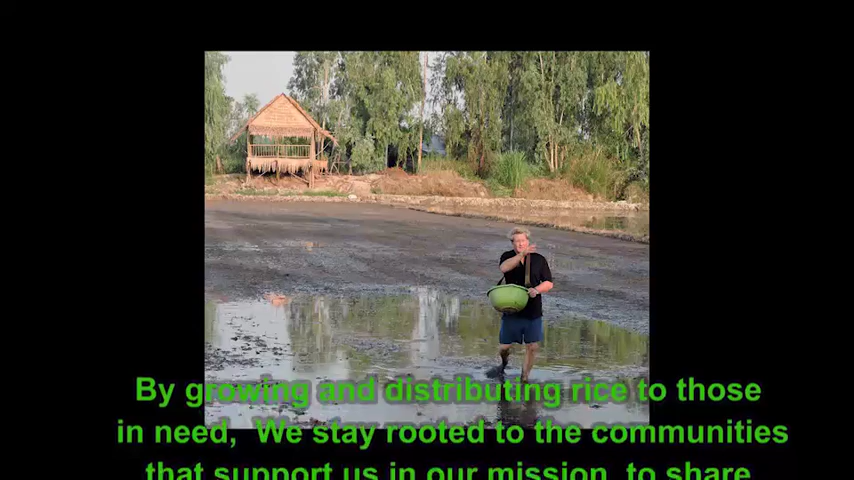 By growing and distributing rice to those
in need,  We stay rooted to the communities
that support us in our mission  to share